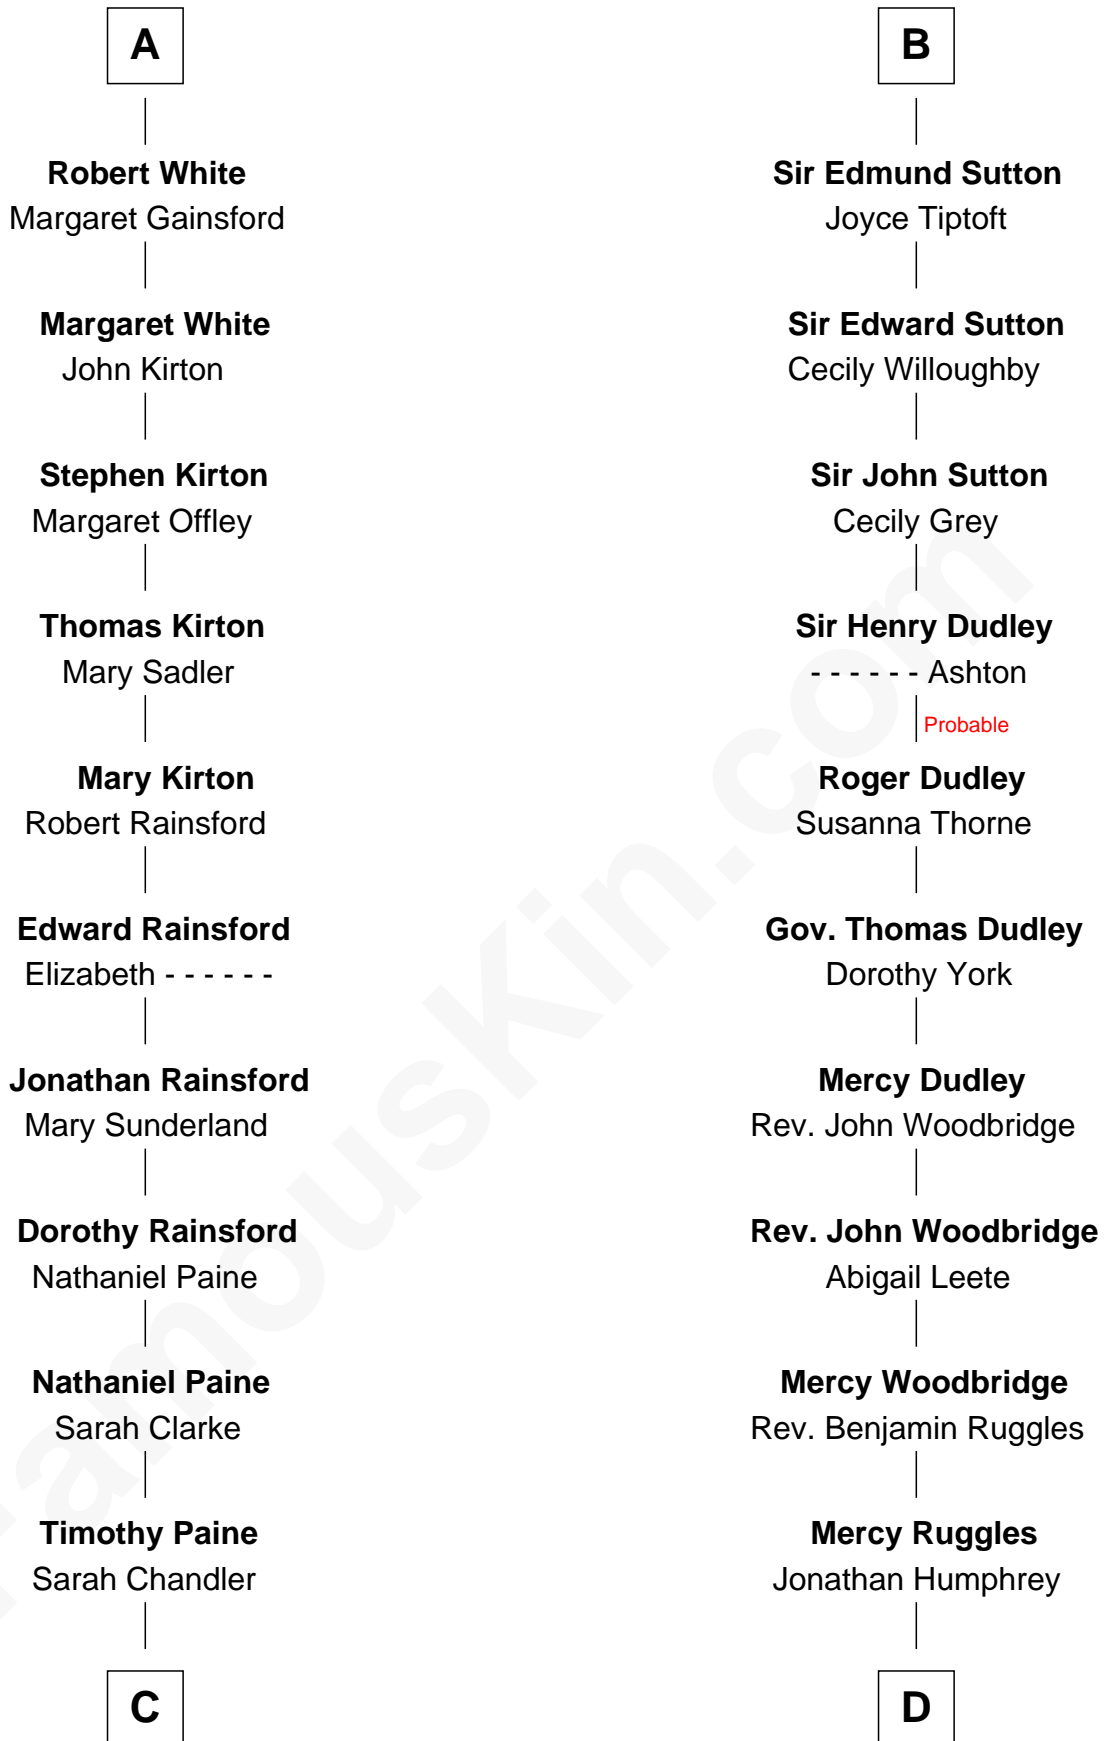 A
Robert White
Margaret Gainsford
Margaret White
John Kirton
Stephen Kirton
Margaret Offley
Thomas Kirton
Mary Sadler
Mary Kirton
Robert Rainsford
Edward Rainsford
Elizabeth - - - - - -
Jonathan Rainsford
Mary Sunderland
Dorothy Rainsford
Nathaniel Paine
Nathaniel Paine
Sarah Clarke
Timothy Paine
Sarah Chandler
C
B
Sir Edmund Sutton
Joyce Tiptoft
Sir Edward Sutton
Cecily Willoughby
Sir John Sutton
Cecily Grey
Sir Henry Dudley
- - - - - - Ashton
Probable
Roger Dudley
Susanna Thorne
Gov. Thomas Dudley
Dorothy York
Mercy Dudley
Rev. John Woodbridge
Rev. John Woodbridge
Abigail Leete
Mercy Woodbridge
Rev. Benjamin Ruggles
Mercy Ruggles
Jonathan Humphrey
D
FamousKin.com